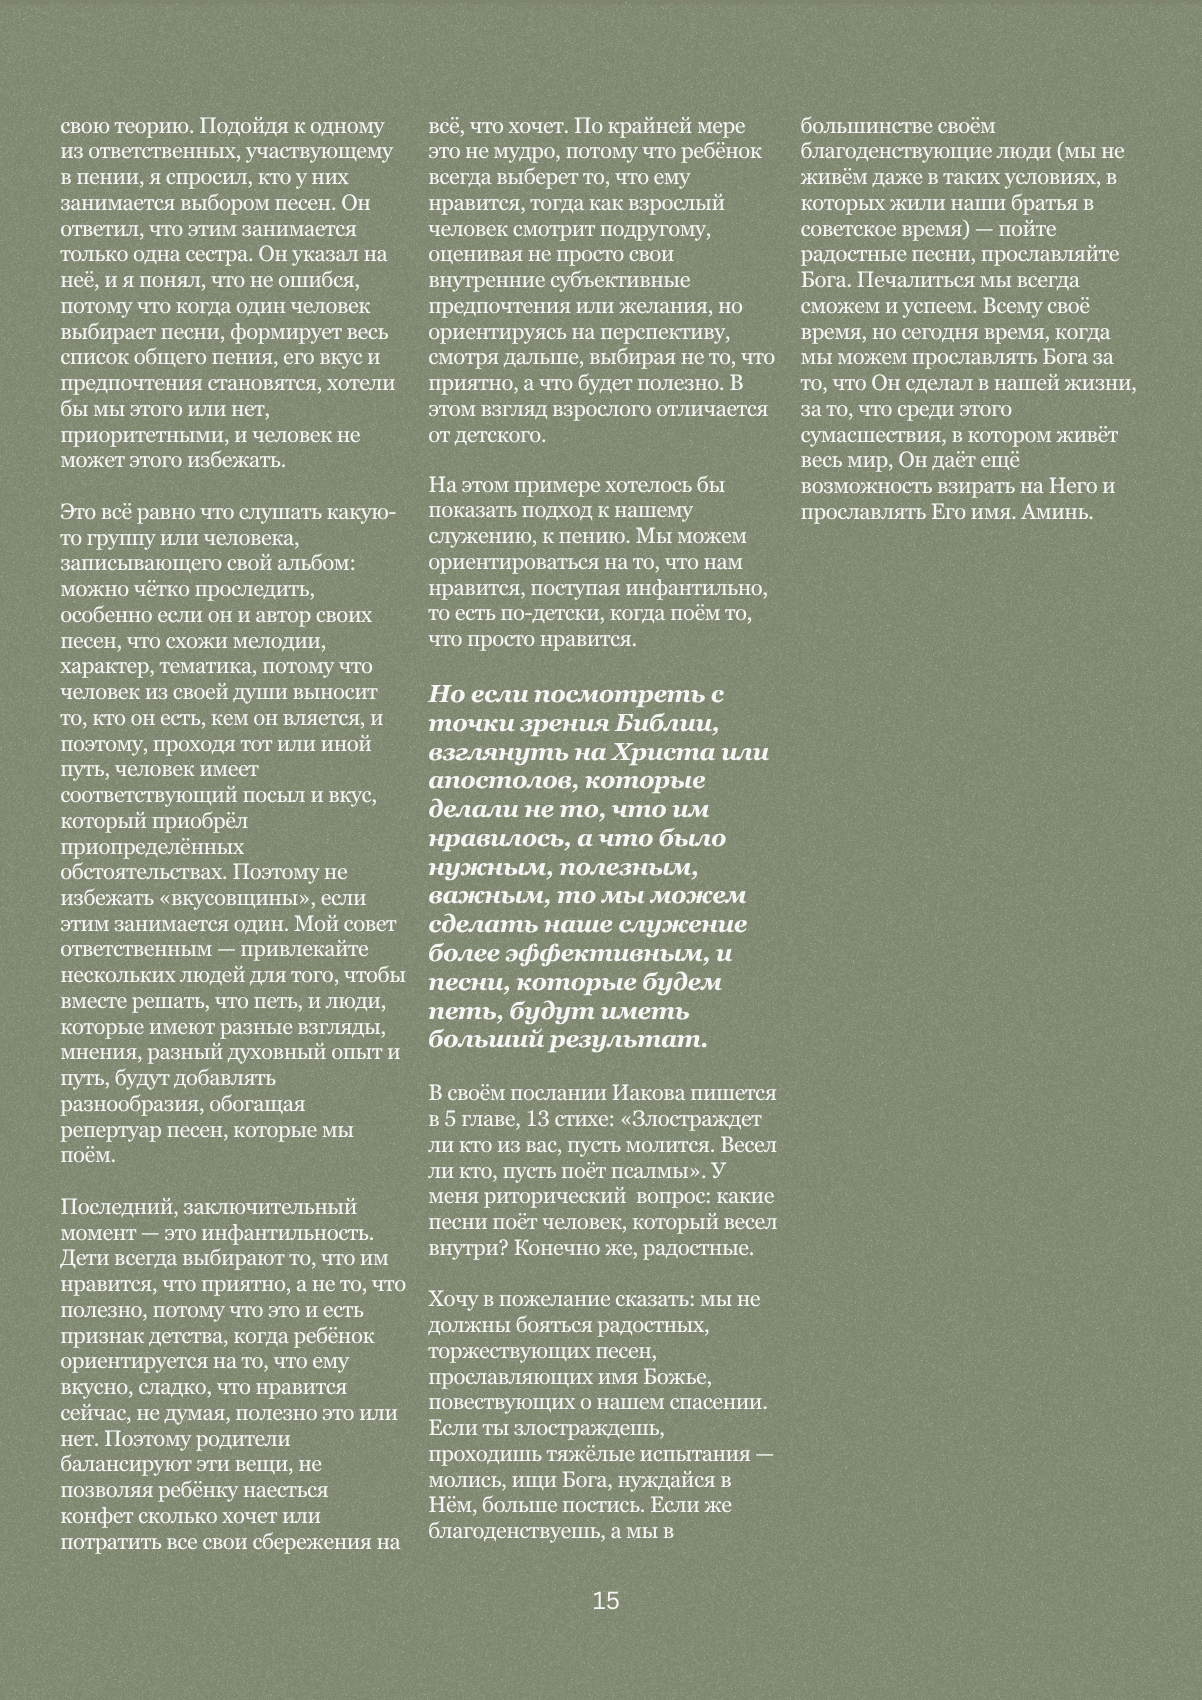 свою теорию. Подойдя к одному
из ответственных, участвующему
в пении, я спросил, кто у них
занимается выбором песен. Он
ответил, что этим занимается
только одна сестра. Он указал на
неё, и я понял, что не ошибся,
потому что когда один человек
выбирает песни, формирует весь
список общего пения, его вкус и
предпочтения становятся, хотели
бы мы этого или нет,
приоритетными, и человек не
может этого избежать.
Это всё равно что слушать какую-
то группу или человека,
записывающего свой альбом:
можно чётко проследить,
особенно если он и автор своих
песен, что схожи мелодии,
характер, тематика, потому что
человек из своей души выносит
то, кто он есть, кем он вляется, и
поэтому, проходя тот или иной
путь, человек имеет
соответствующий посыл и вкус,
который приобрёл
приопределённых
обстоятельствах. Поэтому не
избежать «вкусовщины», если
этим занимается один. Мой совет
ответственным — привлекайте
нескольких людей для того, чтобы
вместе решать, что петь, и люди,
которые имеют разные взгляды,
мнения, разный духовный опыт и
путь, будут добавлять
разнообразия, обогащая
репертуар песен, которые мы
поём.
Последний, заключительный
момент — это инфантильность.
Дети всегда выбирают то, что им
нравится, что приятно, а не то, что
полезно, потому что это и есть
признак детства, когда ребёнок
ориентируется на то, что ему
вкусно, сладко, что нравится
сейчас, не думая, полезно это или
нет. Поэтому родители
балансируют эти вещи, не
позволяя ребёнку наесться
конфет сколько хочет или
потратить все свои сбережения на
всё, что хочет. По крайней мере
это не мудро, потому что ребёнок
всегда выберет то, что ему
нравится, тогда как взрослый
человек смотрит подругому,
оценивая не просто свои
внутренние субъективные
предпочтения или желания, но
ориентируясь на перспективу,
смотря дальше, выбирая не то, что
приятно, а что будет полезно. В
этом взгляд взрослого отличается
от детского.
На этом примере хотелось бы
показать подход к нашему
служению, к пению. Мы можем
ориентироваться на то, что нам
нравится, поступая инфантильно,
то есть по-детски, когда поём то,
что просто нравится.
Но если посмотреть с
точки зрения Библии,
взглянуть на Христа или
апостолов, которые
делали не то, что им
нравилось, а что было
нужным, полезным,
важным, то мы можем
сделать наше служение
более эффективным, и
песни, которые будем
петь, будут иметь
больший результат.
В своём послании Иакова пишется
в 5 главе, 13 стихе: «Злостраждет
ли кто из вас, пусть молится. Весел
ли кто, пусть поёт псалмы». У
меня риторический  вопрос: какие
песни поёт человек, который весел
внутри? Конечно же, радостные.
Хочу в пожелание сказать: мы не
должны бояться радостных,
торжествующих песен,
прославляющих имя Божье,
повествующих о нашем спасении.
Если ты злостраждешь,
проходишь тяжёлые испытания —
молись, ищи Бога, нуждайся в
Нём, больше постись. Если же
благоденствуешь, а мы в
большинстве своём
благоденствующие люди (мы не
живём даже в таких условиях, в
которых жили наши братья в
советское время) — пойте
радостные песни, прославляйте
Бога. Печалиться мы всегда
сможем и успеем. Всему своё
время, но сегодня время, когда
мы можем прославлять Бога за
то, что Он сделал в нашей жизни,
за то, что среди этого
сумасшествия, в котором живёт
весь мир, Он даёт ещё
возможность взирать на Него и
прославлять Его имя. Аминь.
15